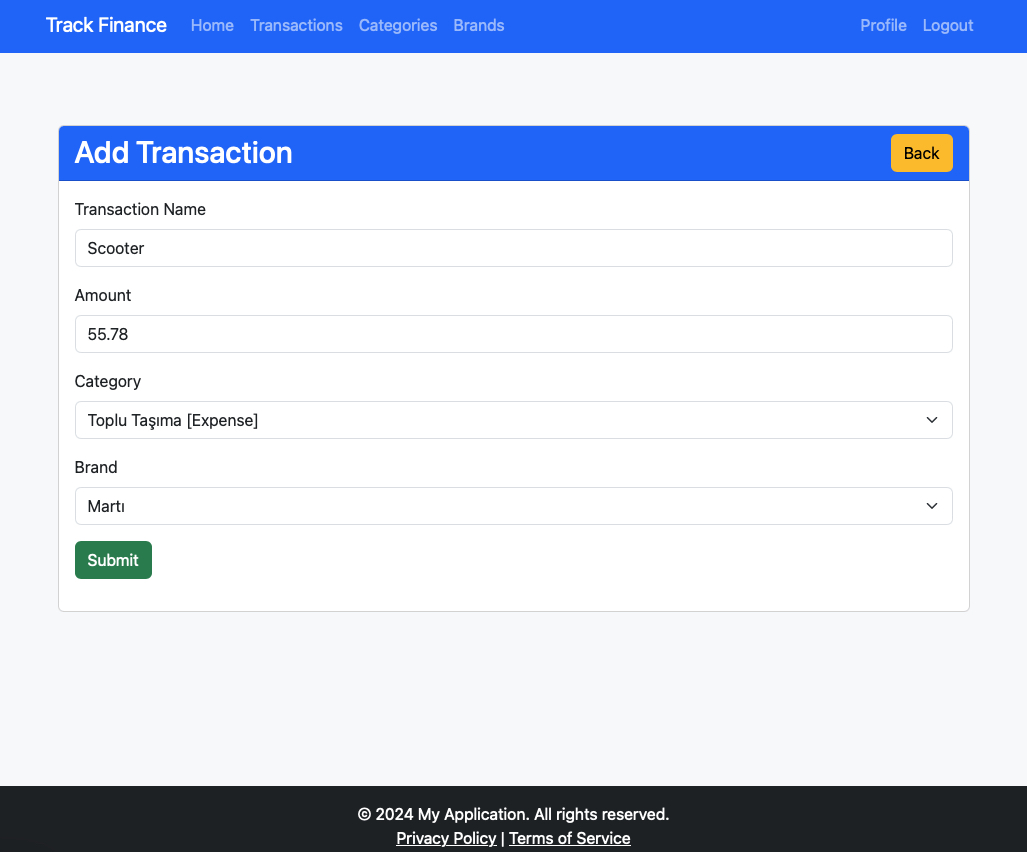 Track Finance Home Transactions Categories Brands Profile Logout
Add Transaction Back
Transaction Name
Scooter
Amount
55.78
Category
Toplu Taşıma [Expense]
Brand
Martı
Submit
© 2024 My Application. All rights reserved.
Privacy Policy | Terms of Service